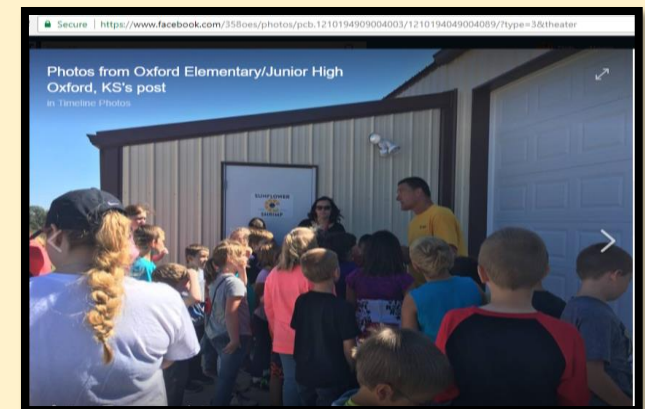 Secure | https://www.facebook.com/358oes/photos/pcb.1210194909004003/1210194049004089/?type=3&theater
Photos from Oxford Elementary/Junior High
Oxford, KS's post
in Timeline Photos
SUNFLOWER
SHRIMP